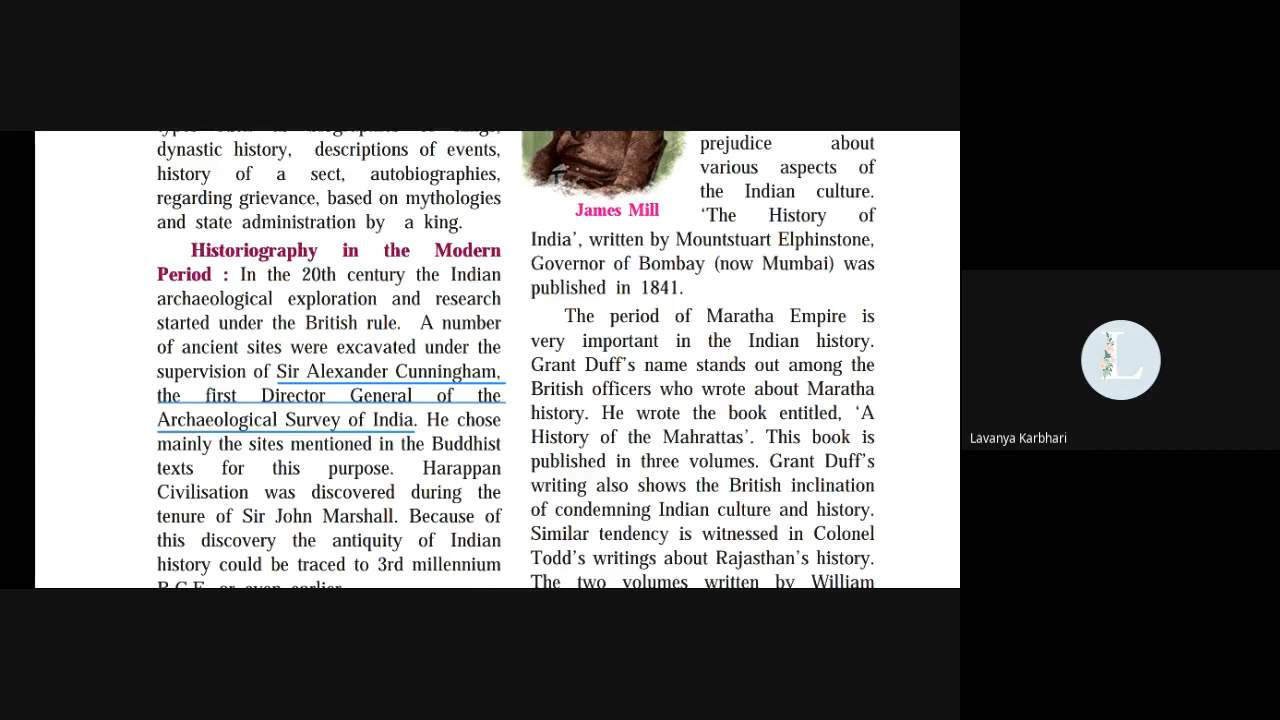 dynastic history, descriptions of events,
history of a sect, autobiographies,
regarding grievance, based on mythologies
and state administration by a king.
Historiography in the Modern
Period : In the 20th century the Indian
archaeological exploration and research
started under the British rule. A number
of ancient sites were excavated under the
supervision of Sir Alexander Cunningham,
the first Director General of the
Archaeological Survey of India. He chose
mainly the sites mentioned in the Buddhist
texts for this purpose. Harappan
Civilisation was discovered during the
tenure of Sir John Marshall. Because of
this discovery the antiquity of Indian
history could be traced to 3rd millennium
B.C.E. or even earlier.
James Mill
prejudice about
various aspects of
the Indian culture.
‘The History of
India’, written by Mountstuart Elphinstone,
Governor of Bombay (now Mumbai) was
published in 1841.
The period of Maratha Empire is
very important in the Indian history.
Grant Duff’s name stands out among the
British officers who wrote about Maratha
history. He wrote the book entitled, ‘A
History of the Mahrattas’. This book is
published in three volumes. Grant Duff’s
writing also shows the British inclination
of condemning Indian culture and history.
Similar tendency is witnessed in Colonel
Todd’s writings about Rajasthan’s history.
The two volumes written by William
L
Lavanya Karbhari